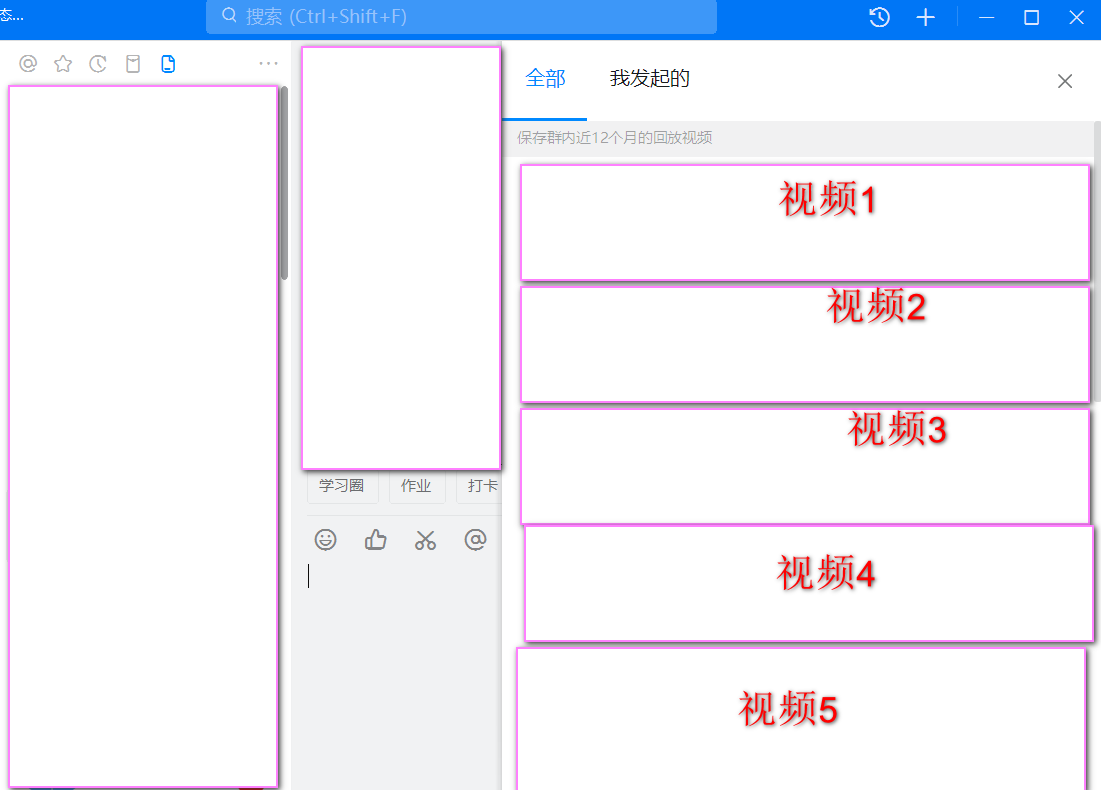 态...
搜索 (Ctrl+Shift+F)
全部
我发起的
保存群内近12个月的回放视频
视频1
视频2
视频3
视频4
视频5
学习圈
作业
打卡